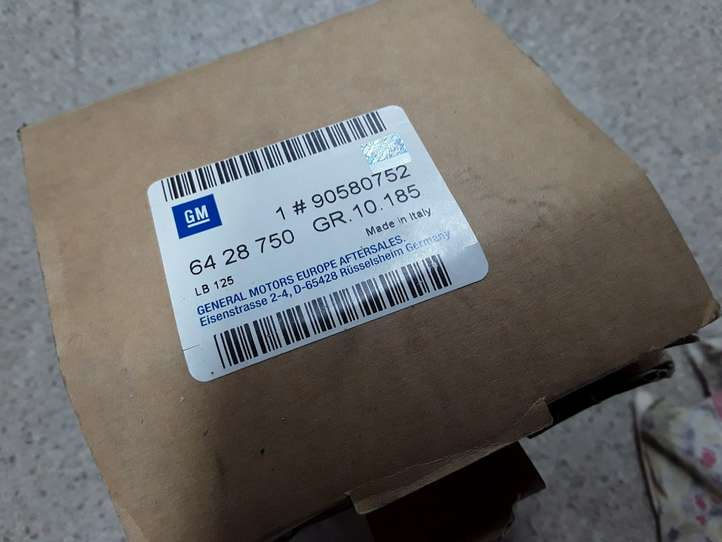 GM
1 # 90580752
64 28 750 GR.10.185
LB 125
Made in Italy
GENERAL MOTORS EUROPE AFTERSALES.
Eisenstrasse 2-4, D-65428 Rüsselsheim Germany